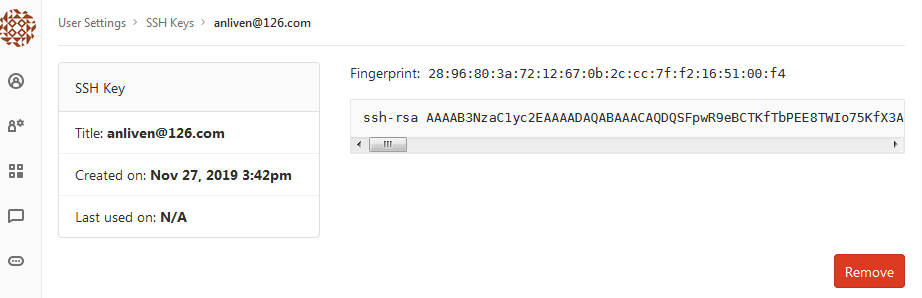 User Settings > SSH Keys > anliven@126.com
SSH Key
Title: anliven@126.com
Created on: Nov 27, 2019 3:42pm
Last used on: N/A
Fingerprint: 28:96:80:3a:72:12:67:0b:2c:cc:7f:f2:16:51:00:f4
ssh-rsa AAAAB3NzaC1yc2EAAAADAQABAAACAQDQSFpwR9eBCTKfTbPEE8TWIo75KfX3A
Remove